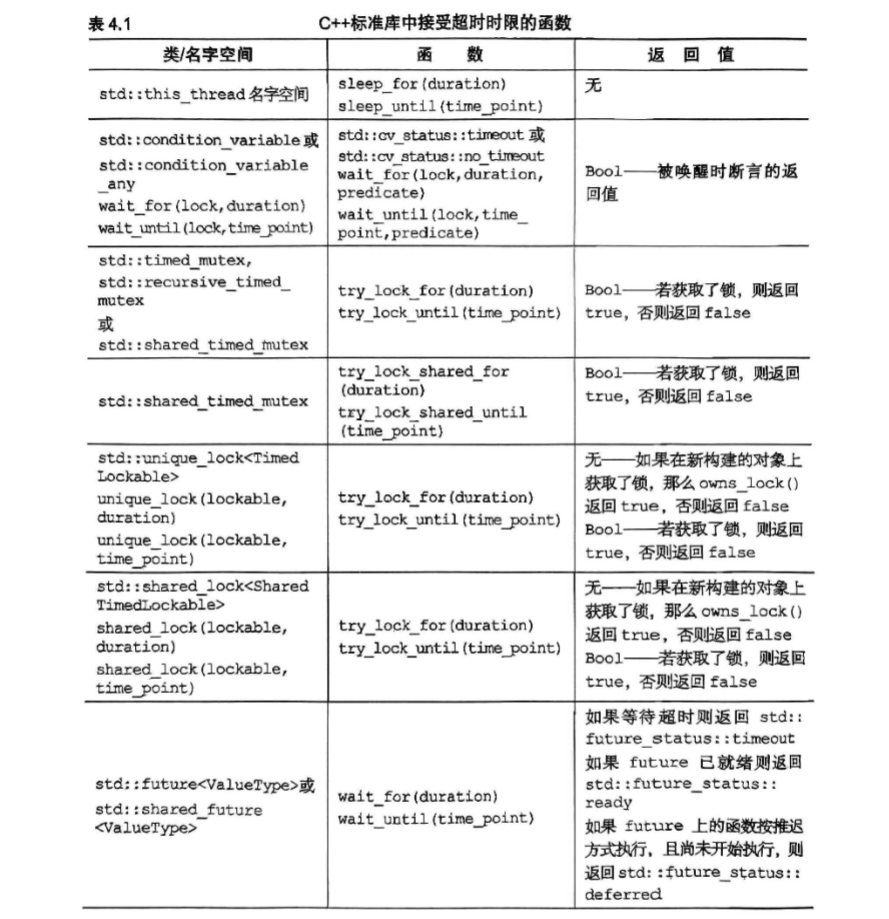 表 4.1 C++标准库中接受超时时限的函数
类/名字空间 函 数 返 回 值
std::this_thread 名字空间
sleep_for(duration)
sleep_until(time_point)
无
std::condition_variable 或
std::condition_variable
_any
wait_for(lock,duration)
wait_until(lock,time_point)
std::cv_status::timeout 或
std::cv_status::no_timeout
wait_for(lock,duration,
predicate)
wait_until(lock,time_
point,predicate)
Bool——被唤醒时断言的返
回值
std::timed_mutex,
std::recursive_timed_
mutex
或
std::shared_timed_mutex
try_lock_for(duration)
try_lock_until(time_point)
Bool——若获取了锁，则返回
true，否则返回 false
std::shared_timed_mutex
try_lock_shared_for
(duration)
try_lock_shared_until
(time_point)
Bool——若获取了锁，则返回
true，否则返回 false
std::unique_lock<Timed
Lockable>
unique_lock(lockable,
duration)
unique_lock(lockable,
time_point)
try_lock_for(duration)
try_lock_until(time_point)
无——如果在新构建的对象上
获取了锁，那么 owns_lock()
返回 true，否则返回 false
Bool——若获取了锁，则返回
true，否则返回 false
std::shared_lock<Shared
TimedLockable>
shared_lock(lockable,
duration)
shared_lock(lockable,
time_point)
try_lock_for(duration)
try_lock_until(time_point)
无——如果在新构建的对象上
获取了锁，那么 owns_lock()
返回 true，否则返回 false
Bool——若获取了锁，则返回
true，否则返回 false
std::future<ValueType>或
std::shared_future
<ValueType>
wait_for(duration)
wait_until(time_point)
如果等待超时则返回 std::
future_status::timeout
如果 future 已就绪则返回
std::future_status::
ready
如果 future 上的函数按推迟
方式执行，且尚未开始执行，则
返回 std::future_status::
deferred